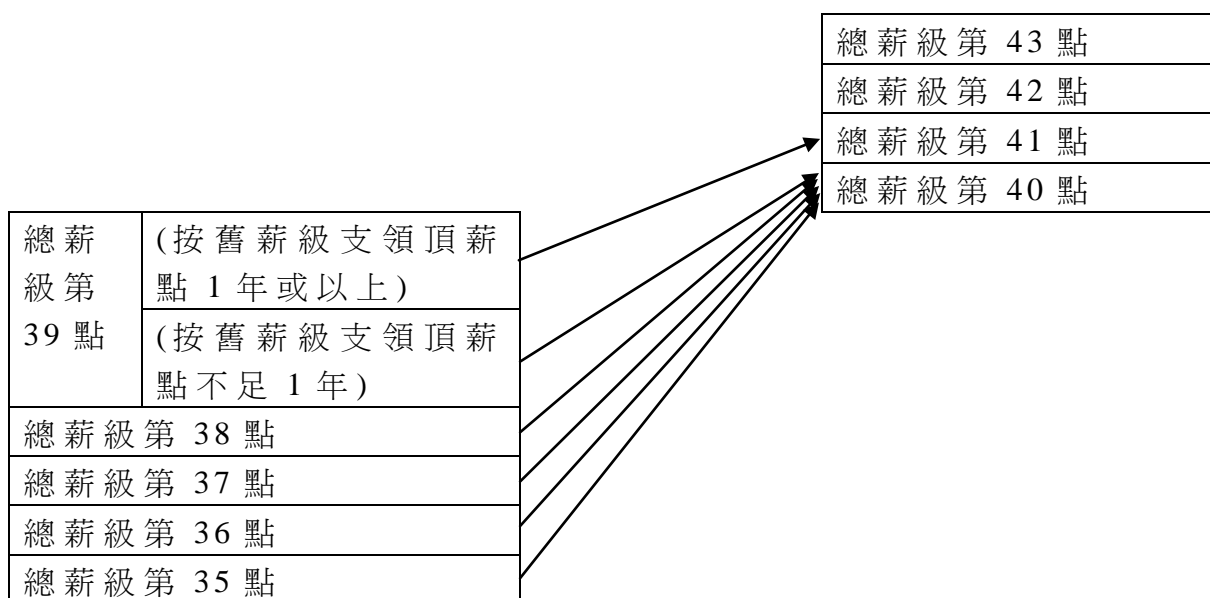 總薪級第 43 點
總薪級第 42 點
總薪級第 41 點
總薪級第 40 點
總薪
級第
39 點
(按舊薪級支領頂薪
點 1 年或以上)
(按舊薪級支領頂薪
點不足 1 年)
總薪級第 38 點
總薪級第 37 點
總薪級第 36 點
總薪級第 35 點